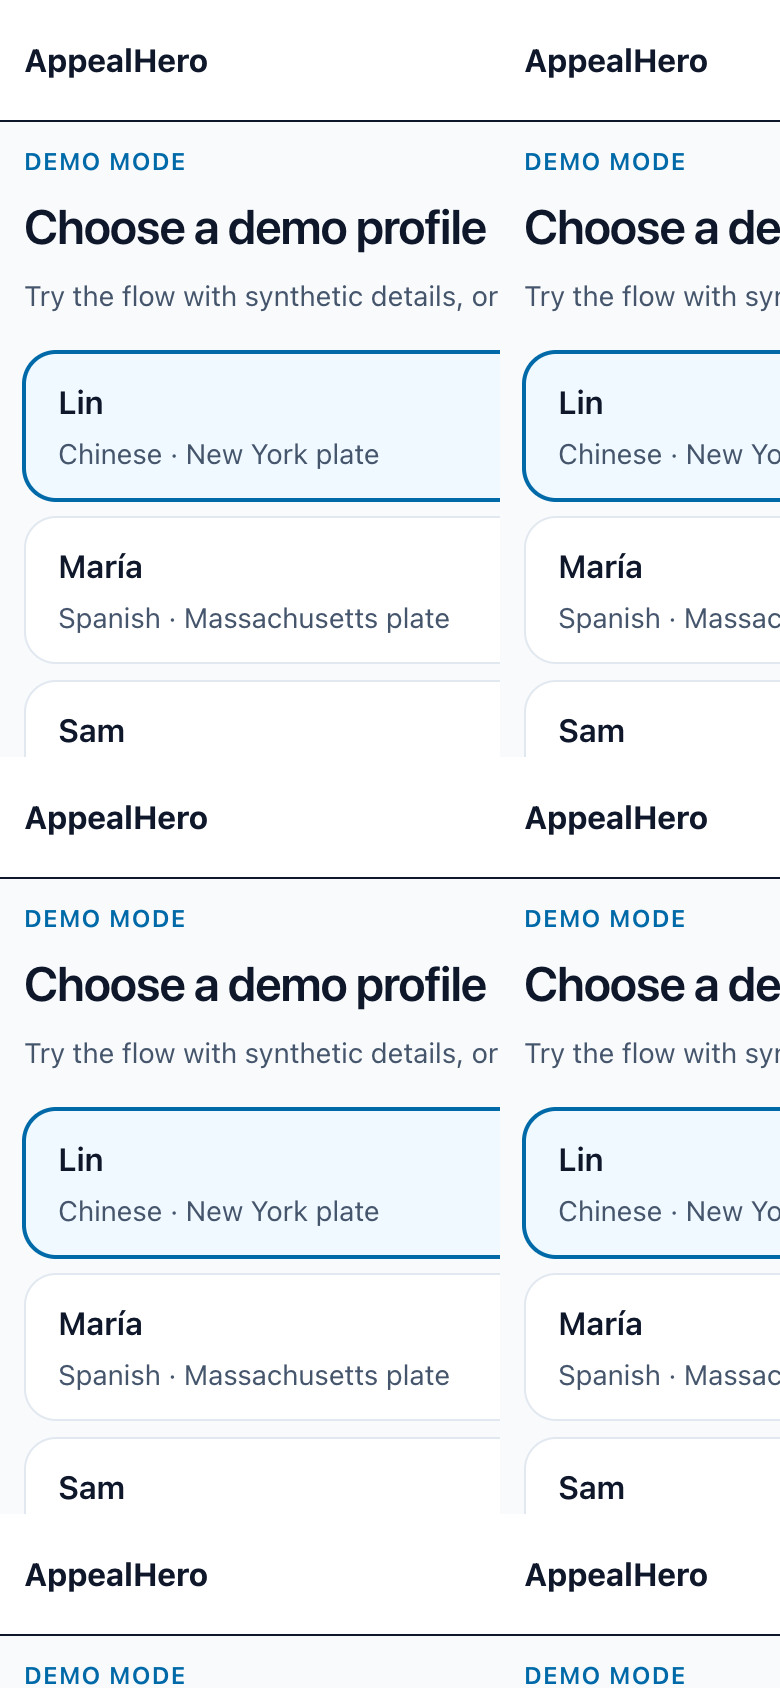 AppealHero AppealHero
DEMO MODE DEMO MODE
Choose a demo profile Choose a de
Try the flow with synthetic details, or Try the flow with syn
Lin Lin
Chinese · New York plate Chinese · New Yo
María María
Spanish · Massachusetts plate Spanish · Massac
Sam Sam
AppealHero AppealHero
DEMO MODE DEMO MODE
Choose a demo profile Choose a de
Try the flow with synthetic details, or Try the flow with syn
Lin Lin
Chinese · New York plate Chinese · New Yo
María María
Spanish · Massachusetts plate Spanish · Massac
Sam Sam
AppealHero AppealHero
DEMO MODE DEMO MODE